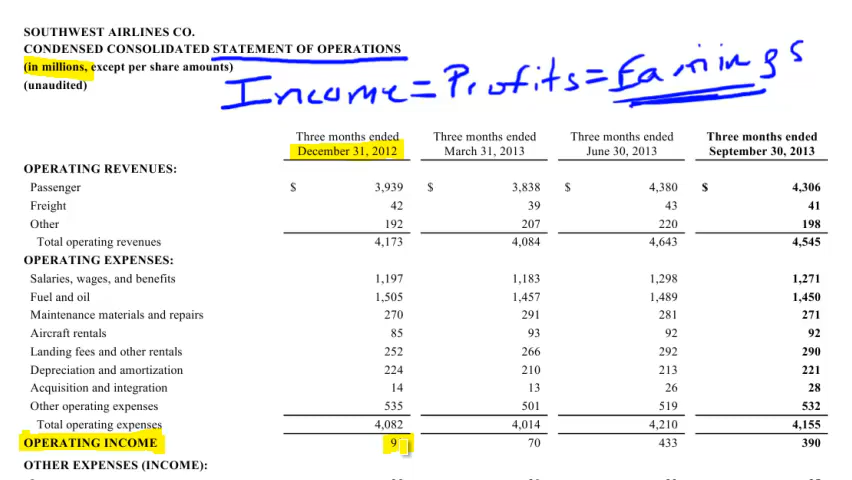 SOUTHWEST AIRLINES CO.
CONDENSED CONSOLIDATED STATEMENT OF OPERATIONS
(in millions, except per share amounts)
(unaudited)
Income = Profits = Earnings
Three months ended Three months ended Three months ended Three months ended
December 31, 2012 March 31, 2013 June 30, 2013 September 30, 2013
OPERATING REVENUES:
Passenger $ 3,939 $ 3,838 $ 4,380 $ 4,306
Freight 42 39 43 41
Other 192 207 220 198
Total operating revenues 4,173 4,084 4,643 4,545
OPERATING EXPENSES:
Salaries, wages, and benefits 1,197 1,183 1,298 1,271
Fuel and oil 1,505 1,457 1,489 1,450
Maintenance materials and repairs 270 291 281 271
Aircraft rentals 85 93 92 92
Landing fees and other rentals 252 266 292 290
Depreciation and amortization 224 210 213 221
Acquisition and integration 14 13 26 28
Other operating expenses 535 501 519 532
Total operating expenses 4,082 4,014 4,210 4,155
OPERATING INCOME 70 433 390
OTHER EXPENSES (INCOME):